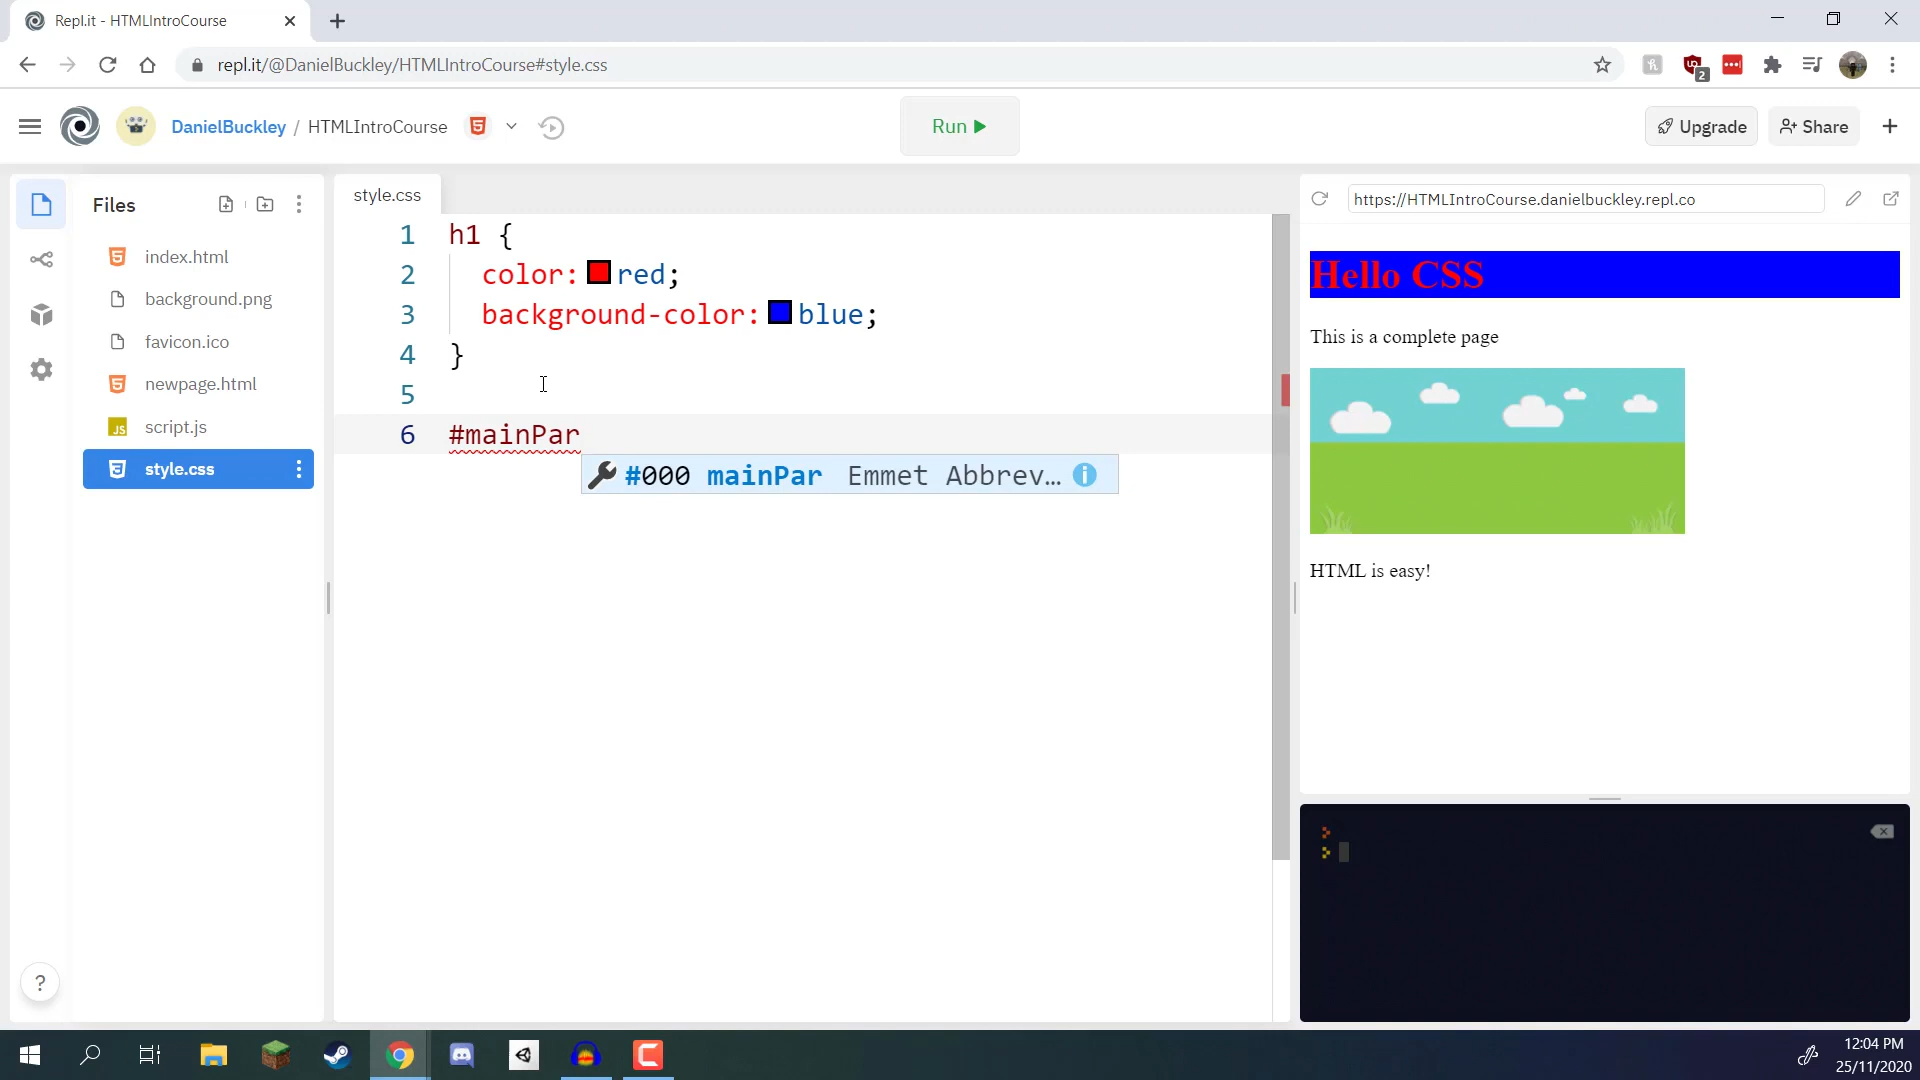 Repl.it - HTMLIntroCourse
repl.it/@DanielBuckley/HTMLIntroCourse#style.css
2
DanielBuckley / HTMLIntroCourse
Run
Upgrade
Share
Files
index.html
background.png
favicon.ico
newpage.html
JS
script.js
style.css
style.css
1 h1 {
2 color: red;
3 background-color: blue;
4 }
5
6 #mainPar
#000 mainPar Emmet Abbrev…
https://HTMLIntroCourse.danielbuckley.repl.co
Hello CSS
This is a complete page
HTML is easy!
>
>
?
12:04 PM
25/11/2020